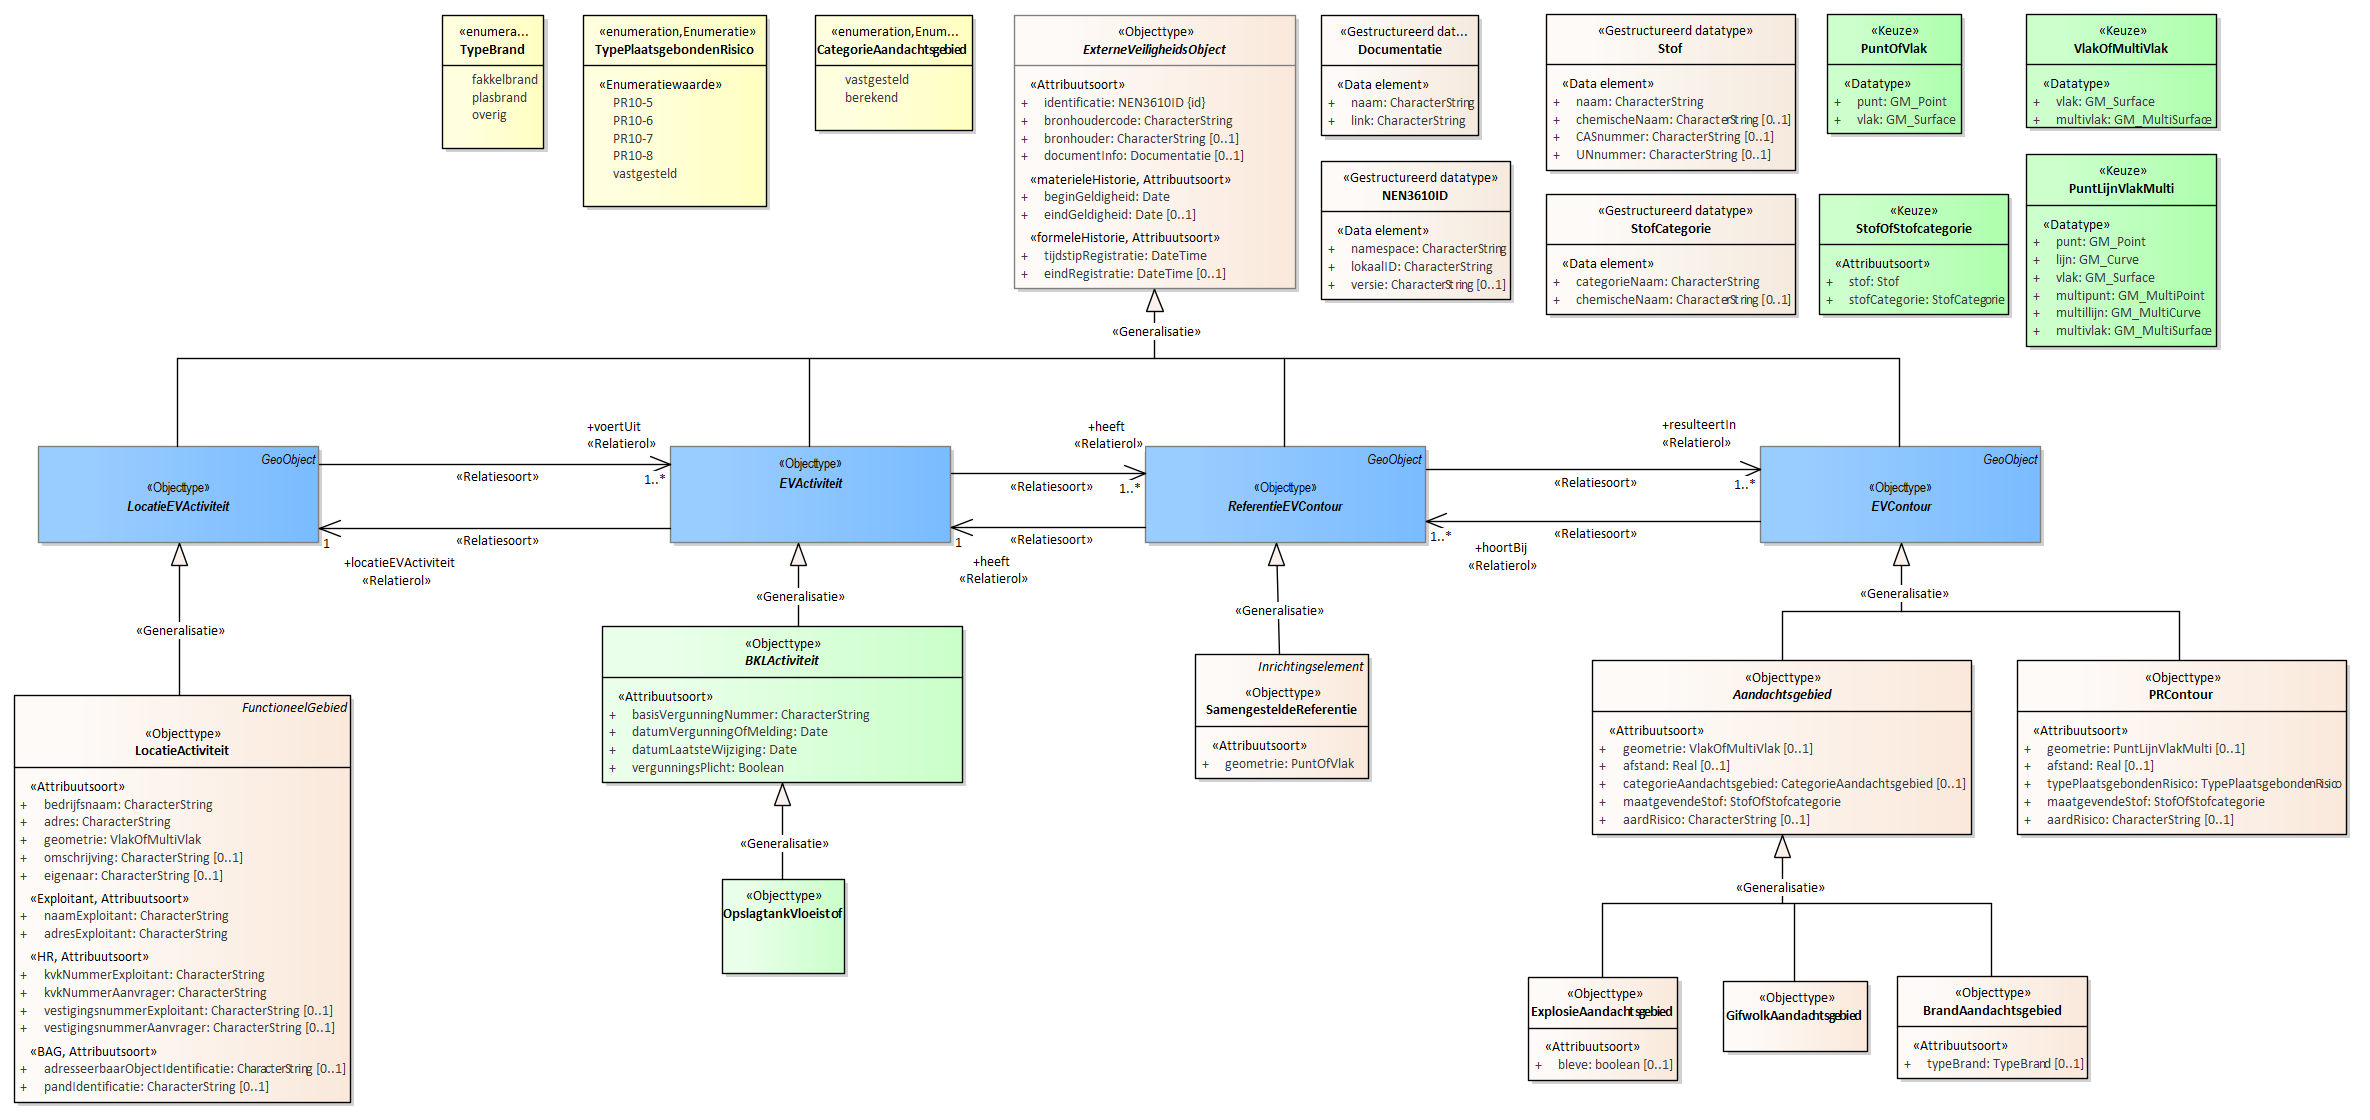 «enumera...
TypeBrand
fakkelbrand
plasbrand
overig
«enumeration,Enumeratie»
TypePlaatsgebondenRisico
«Enumeratiewaarde»
PR10-5
PR10-6
PR10-7
PR10-8
vastgesteld
«enumeration,Enum...
CategorieAandachtsgebied
vastgesteld
berekend
«Objecttype»
ExterneVeiligheidsObject
«Attribuutsoort»
+ identificatie: NEN3610ID {id}
+ bronhoudercode: CharacterString
+ bronhouder: CharacterString [0..1]
+ documentInfo: Documentatie [0..1]
«materieleHistorie, Attribuutsoort»
+ beginGeldigheid: Date
+ eindGeldigheid: Date [0..1]
«formeleHistorie, Attribuutsoort»
+ tijdstipRegistratie: DateTime
+ eindRegistratie: DateTime [0..1]
«Gestructureerd dat...
Documentatie
«Data element»
+ naam: CharacterString
+ link: CharacterString
«Gestructureerd datatype»
NEN3610ID
«Data element»
+ namespace: CharacterString
+ lokaalID: CharacterString
+ versie: CharacterString [0..1]
«Gestructureerd datatype»
Stof
«Data element»
+ naam: CharacterString
+ chemischeNaam: CharacterString [0..1]
+ CASnummer: CharacterString [0..1]
+ UNnummer: CharacterString [0..1]
«Gestructureerd datatype»
StofCategorie
«Data element»
+ categorieNaam: CharacterString
+ chemischeNaam: CharacterString [0..1]
«Keuze»
PuntOfVlak
«Datatype»
+ punt: GM_Point
+ vlak: GM_Surface
«Keuze»
StofOfStofcategorie
«Attribuutsoort»
+ stof: Stof
+ stofCategorie: StofCategorie
«Keuze»
VlakOfMultiVlak
«Datatype»
+ vlak: GM_Surface
+ multivlak: GM_MultiSurface
«Keuze»
PuntLijnVlakMulti
«Datatype»
+ punt: GM_Point
+ lijn: GM_Curve
+ vlak: GM_Surface
+ multipunt: GM_MultiPoint
+ multillijn: GM_MultiCurve
+ multivlak: GM_MultiSurface
«Generalisatie»
GeoObject
«Objecttype»
LocatieEVActiviteit
+voertUit
«Relatierol»
«Relatiesoort»
1..*
«Relatiesoort»
1
+locatieEVActiviteit
«Relatierol»
«Objecttype»
EVActiviteit
+heeft
«Relatierol»
«Relatiesoort»
1..*
«Relatiesoort»
1
+heeft
«Relatierol»
GeoObject
«Objecttype»
ReferentieEVContour
+resulteertIn
«Relatierol»
«Relatiesoort»
1..*
«Relatiesoort»
1..*
+hoortBij
«Relatierol»
GeoObject
«Objecttype»
EVContour
«Generalisatie»
«Generalisatie»
«Generalisatie»
«Generalisatie»
FunctioneelGebied
«Objecttype»
LocatieActiviteit
«Attribuutsoort»
+ bedrijfsnaam: CharacterString
+ adres: CharacterString
+ geometrie: VlakOfMultiVlak
+ omschrijving: CharacterString [0..1]
+ eigenaar: CharacterString [0..1]
«Exploitant, Attribuutsoort»
+ naamExploitant: CharacterString
+ adresExploitant: CharacterString
«HR, Attribuutsoort»
+ kvkNummerExploitant: CharacterString
+ kvkNummerAanvrager: CharacterString
+ vestigingsnummerExploitant: CharacterString [0..1]
+ vestigingsnummerAanvrager: CharacterString [0..1]
«BAG, Attribuutsoort»
+ adresseerbaarObjectIdentificatie: CharacterString [0..1]
+ pandIdentificatie: CharacterString [0..1]
«Objecttype»
BKLActiviteit
«Attribuutsoort»
+ basisVergunningNummer: CharacterString
+ datumVergunningOfMelding: Date
+ datumLaatsteWijziging: Date
+ vergunningsPlicht: Boolean
«Generalisatie»
«Objecttype»
OpslagtankVloeistof
Inrichtingselement
«Objecttype»
SamengesteldeReferentie
«Attribuutsoort»
+ geometrie: PuntOfVlak
«Objecttype»
Aandachtsgebied
«Attribuutsoort»
+ geometrie: VlakOfMultiVlak [0..1]
+ afstand: Real [0..1]
+ categorieAandachtsgebied: CategorieAandachtsgebied [0..1]
+ maatgevendeStof: StofOfStofcategorie
+ aardRisico: CharacterString [0..1]
«Objecttype»
PRContour
«Attribuutsoort»
+ geometrie: PuntLijnVlakMulti [0..1]
+ afstand: Real [0..1]
+ typePlaatsgebondenRisico: TypePlaatsgebondenRisico
+ maatgevendeStof: StofOfStofcategorie
+ aardRisico: CharacterString [0..1]
«Generalisatie»
«Objecttype»
ExplosieAandachtsgebied
«Attribuutsoort»
+ bleve: boolean [0..1]
«Objecttype»
GifwolkAandachtsgebied
«Objecttype»
BrandAandachtsgebied
«Attribuutsoort»
+ typeBrand: TypeBrand [0..1]